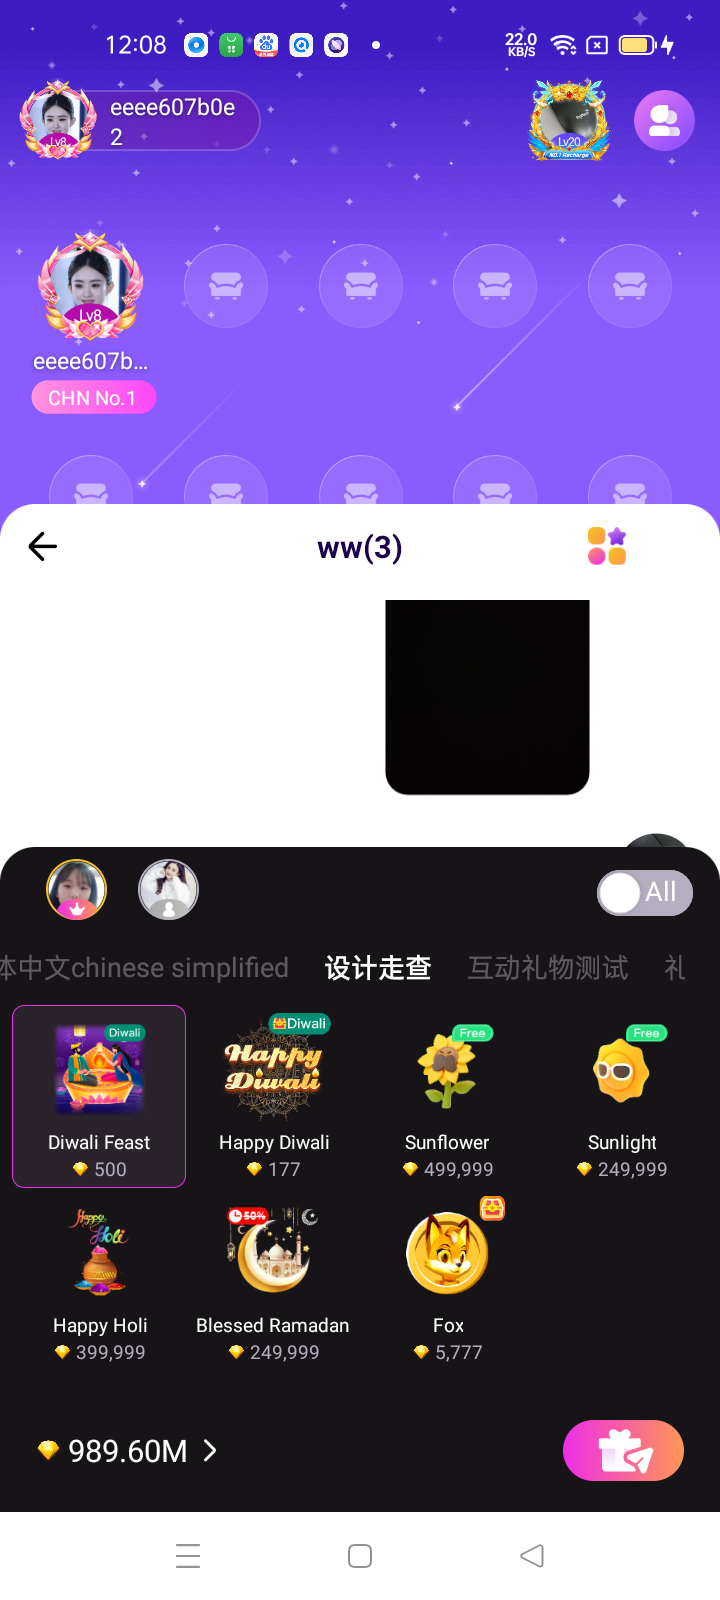 12:08
22.0
KB/S
eeee607b0e
2
Lv8
Lv20
NO.1 Recharge
Lv8
eeee607b...
CHN No.1
ww(3)
All
体中文chinese simplified
设计走查
互动礼物测试
礼
Diwali
Diwali
Free
Free
Happy
Diwali
Diwali Feast
Happy Diwali
Sunflower
Sunlight
500
177
499,999
249,999
Happy
Holi
50%
Happy Holi
Blessed Ramadan
Fox
399,999
249,999
5,777
989.60M